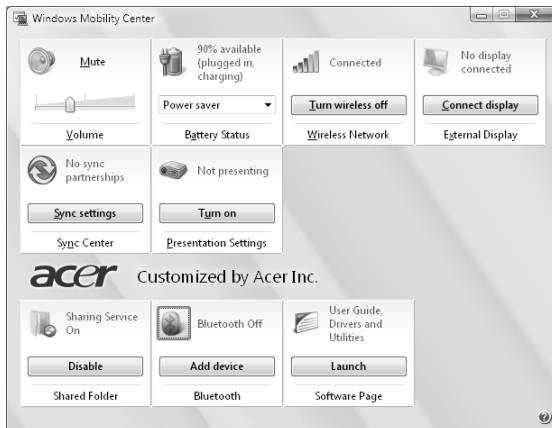 Windows Mobility Center
Mute
Volume
90% available
(plugged in,
charging)
Power saver
Battery Status
Connected
Turn wireless off
Wireless Network
No display
connected
Connect display
External Display
No sync
partnerships
Sync settings
Sync Center
Not presenting
Turn on
Presentation Settings
acer Customized by Acer Inc.
Sharing Service
On
Disable
Shared Folder
Bluetooth Off
Add device
Bluetooth
User Guide,
Drivers and
Utilities
Launch
Software Page
?